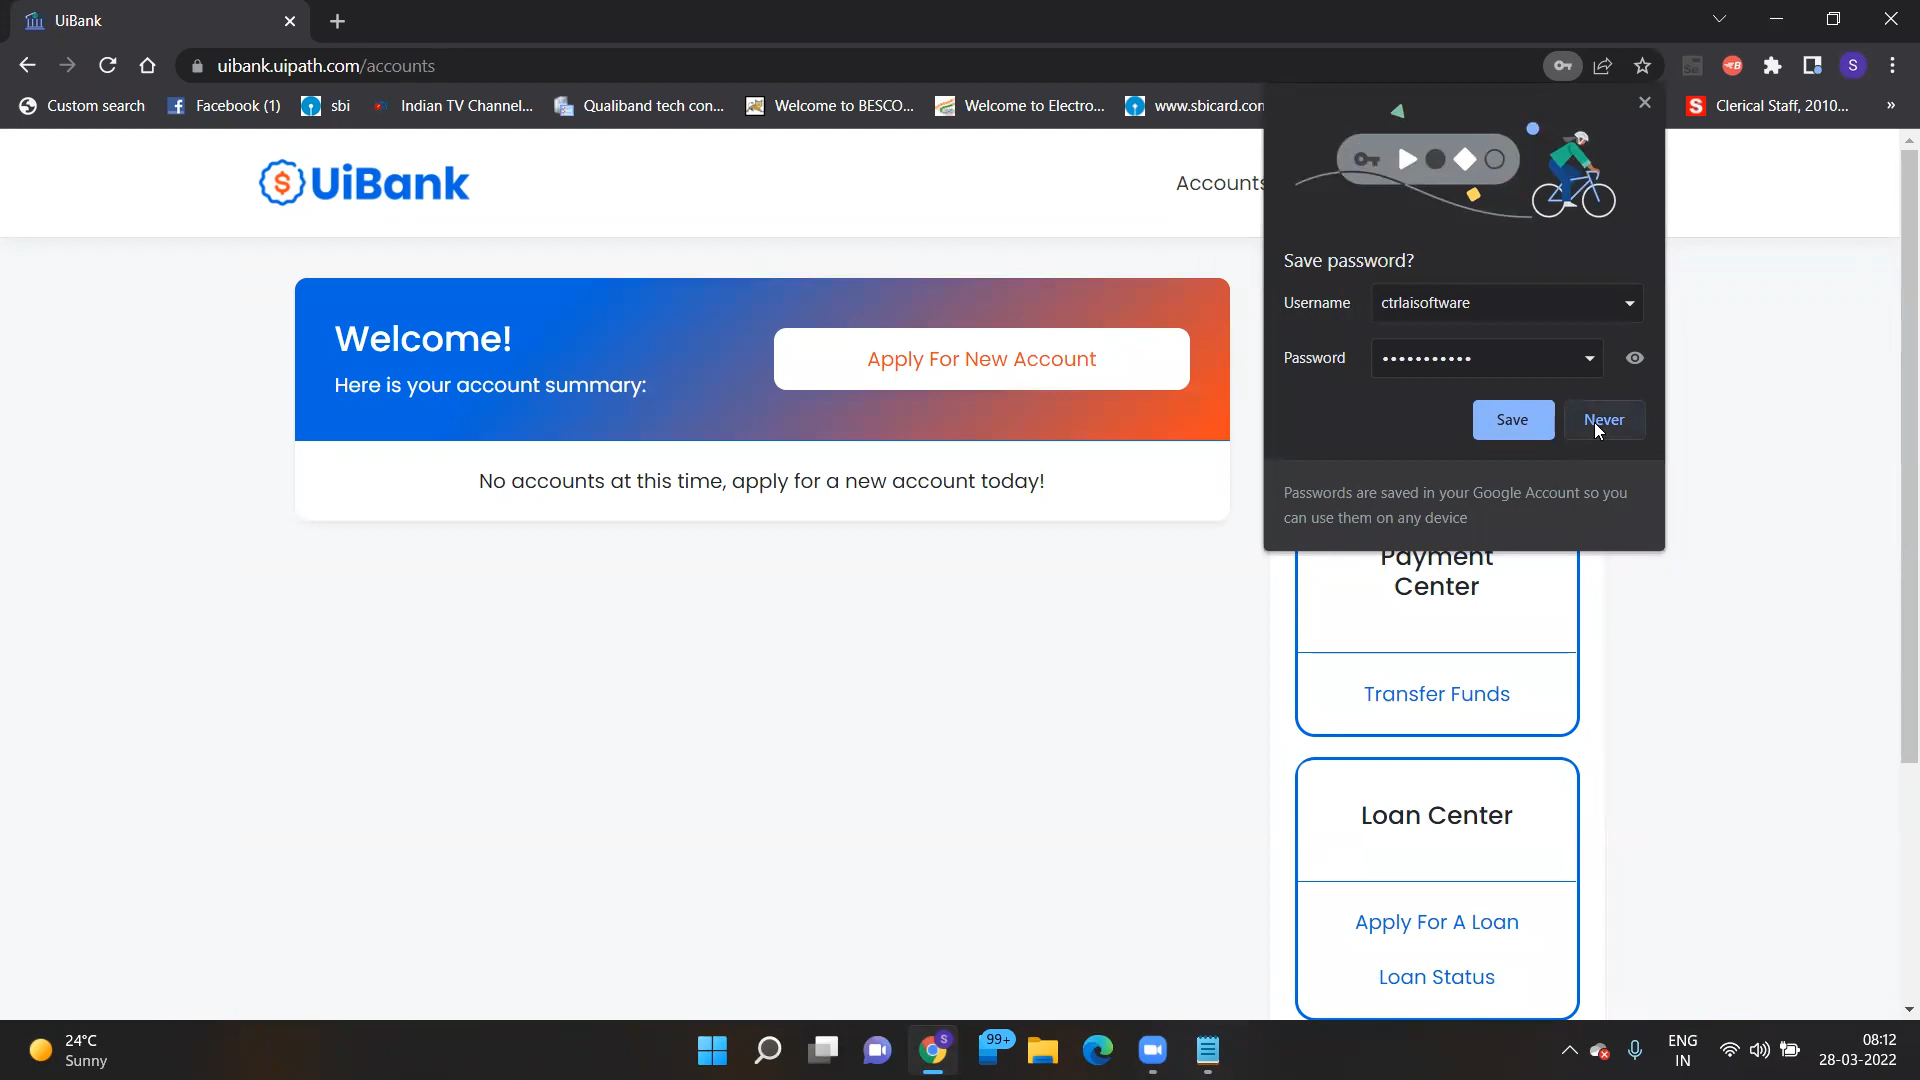 UiBank
uibank.uipath.com/accounts
S
Custom search
Facebook (1)
sbi
Indian TV Channel...
Qualiband tech con...
Welcome to BESCO...
Welcome to Electro...
www.sbicard.com
S
Clerical Staff, 2010...
»
UiBank
Accounts
Save password?
Username
ctrlaisoftware
Password
•••••••••••
Save
Never
Passwords are saved in your Google Account so you
can use them on any device
Welcome!
Here is your account summary:
Apply For New Account
No accounts at this time, apply for a new account today!
Payment
Center
Transfer Funds
Loan Center
Apply For A Loan
Loan Status
24°C
Sunny
S
99+
ENG
IN
08:12
28-03-2022